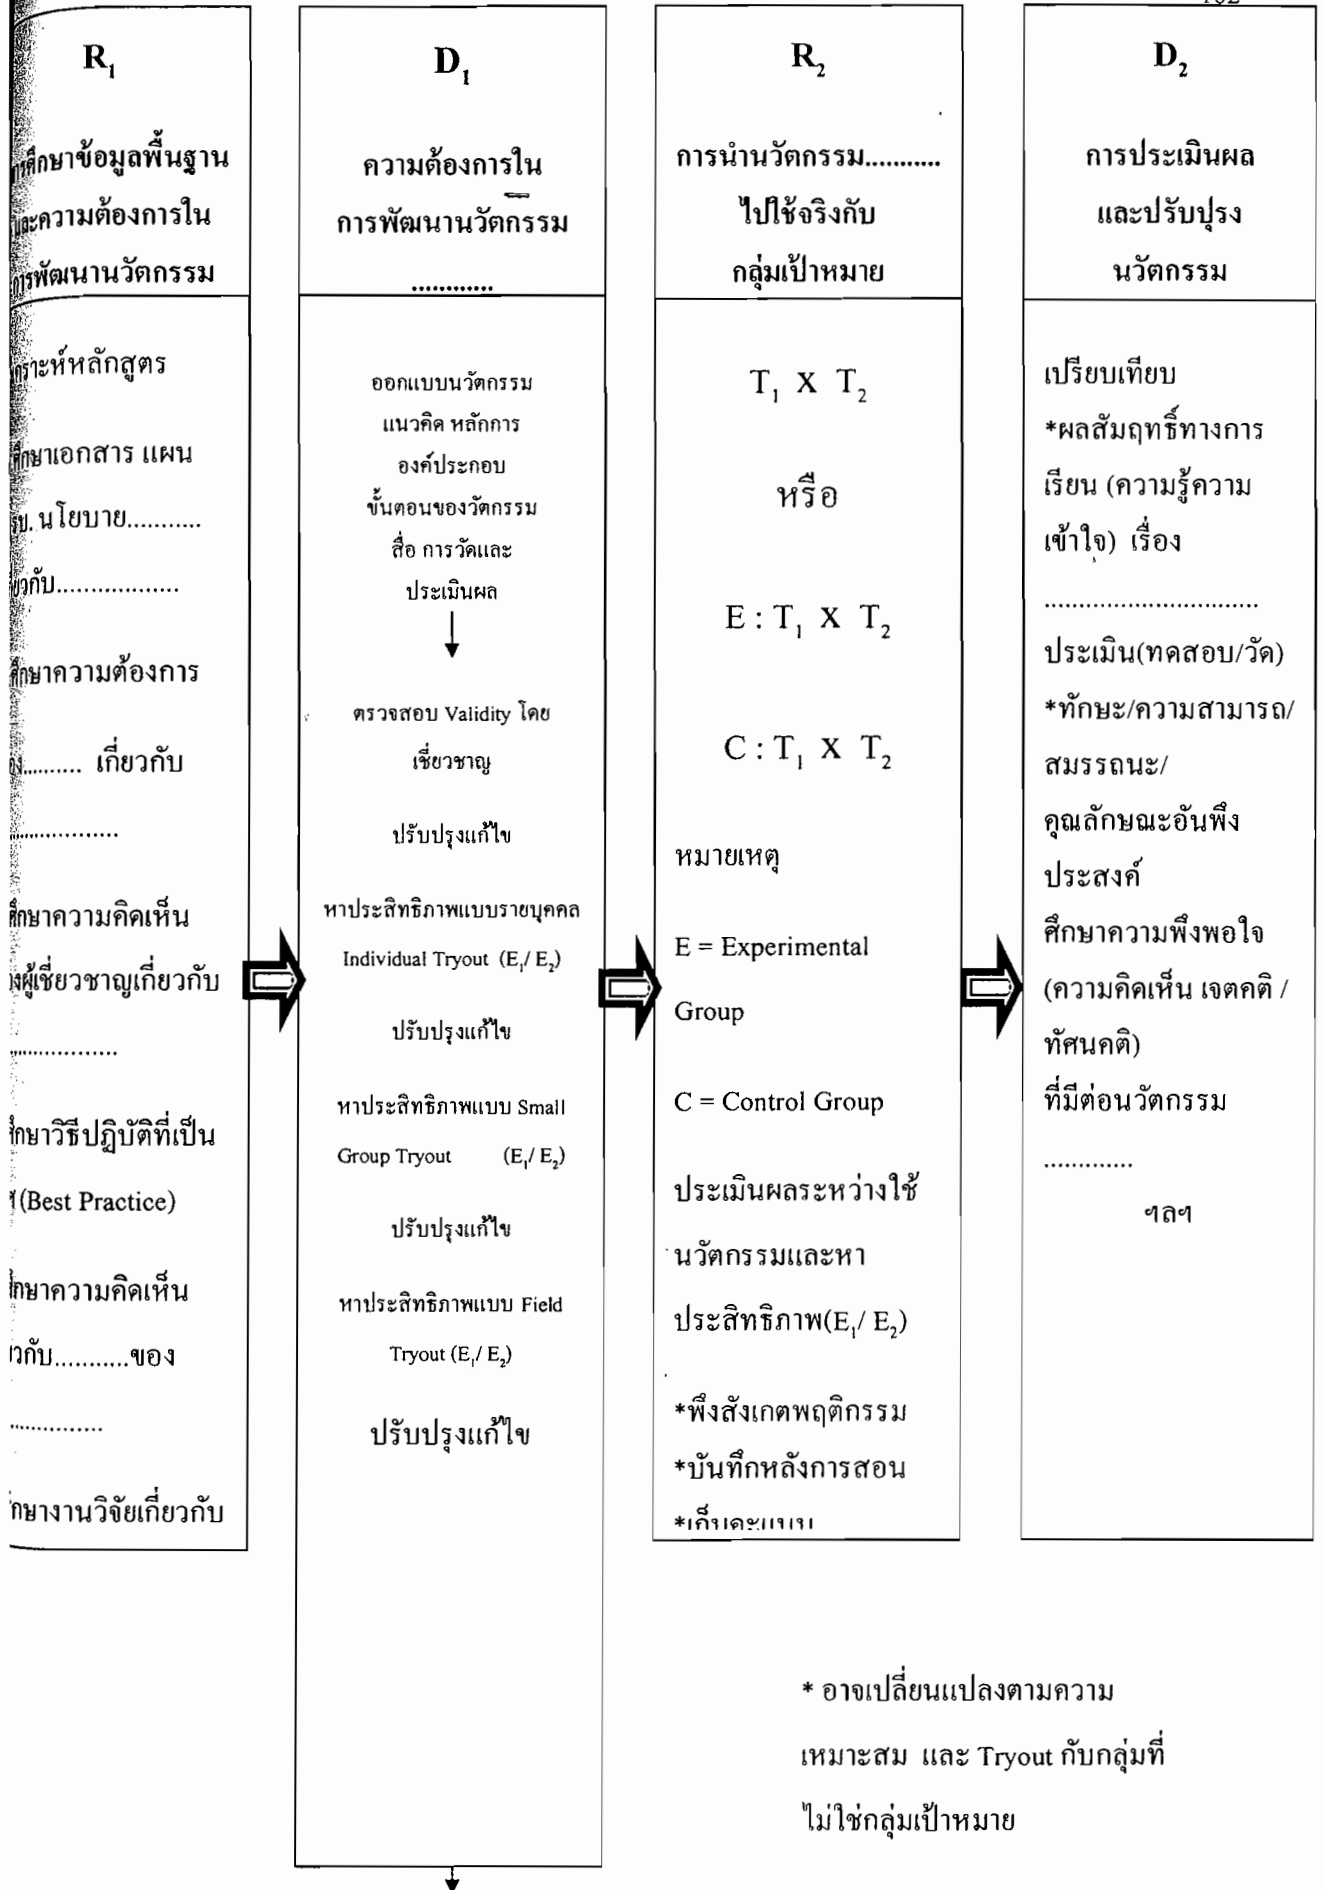 R₁
ศึกษาข้อมูลพื้นฐาน
และความต้องการใน
การพัฒนานวัตกรรม
หลักสูตร
ศึกษาเอกสาร แผน
นโยบาย...........
..................
ศึกษาความต้องการ
.......... เกี่ยวกับ
................
ศึกษาความคิดเห็น
ผู้เชี่ยวชาญเกี่ยวกับ
................
วิธีปฏิบัติที่เป็น
(Best Practice)
ความคิดเห็น
...........ของ
.............
งานวิจัยเกี่ยวกับ
D₁
ความต้องการใน
การพัฒนานวัตกรรม
............
ออกแบบนวัตกรรม
แนวคิด หลักการ
องค์ประกอบ
ขั้นตอนของวัตกรรม
สื่อ การวัดและ
ประเมินผล
ตรวจสอบ Validity โดย
เชี่ยวชาญ
ปรับปรุงแก้ไข
หาประสิทธิภาพแบบรายบุคคล
Individual Tryout (E₁/ E₂)
ปรับปรุงแก้ไข
หาประสิทธิภาพแบบ Small
Group Tryout (E₁/ E₂)
ปรับปรุงแก้ไข
หาประสิทธิภาพแบบ Field
Tryout (E₁/ E₂)
ปรับปรุงแก้ไข
R₂
การนำนวัตกรรม...........
ไปใช้จริงกับ
กลุ่มเป้าหมาย
T₁ X T₂
หรือ
E : T₁ X T₂
C : T₁ X T₂
หมายเหตุ
E = Experimental
Group
C = Control Group
ประเมินผลระหว่างใช้
นวัตกรรมและหา
ประสิทธิภาพ(E₁/ E₂)
*พึงสังเกตพฤติกรรม
*บันทึกหลังการสอน
*เก็บคะแนน
D₂
การประเมินผล
และปรับปรุง
นวัตกรรม
เปรียบเทียบ
*ผลสัมฤทธิ์ทางการ
เรียน (ความรู้ความ
เข้าใจ) เรื่อง
..............................
ประเมิน(ทดสอบ/วัด)
*ทักษะ/ความสามารถ/
สมรรถนะ/
คุณลักษณะอันพึง
ประสงค์
ศึกษาความพึงพอใจ
(ความคิดเห็น เจตคติ /
ทัศนคติ)
ที่มีต่อนวัตกรรม
.............
ฯลฯ
* อาจเปลี่ยนแปลงตามความ
เหมาะสม และ Tryout กับกลุ่มที่
ไม่ใช่กลุ่มเป้าหมาย